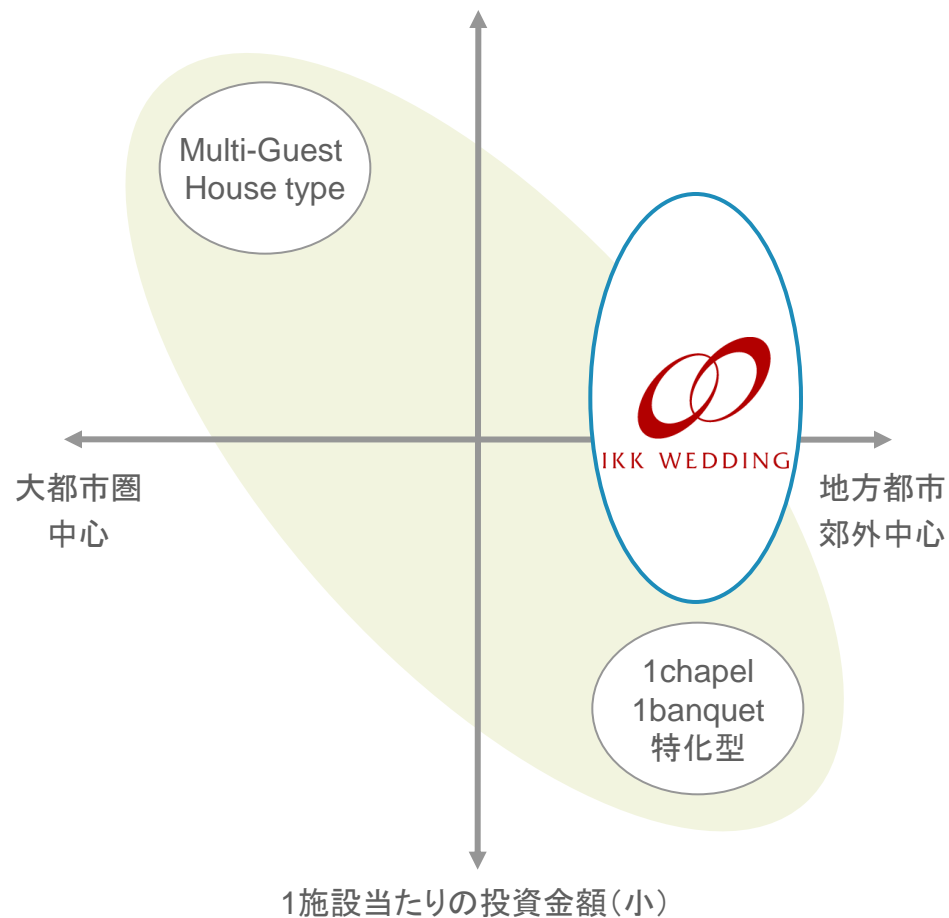 Multi-Guest
House type
IKK WEDDING
大都市圏
中心
地方都市
郊外中心
1chapel
1banquet
特化型
1施設当たりの投資金額（小）